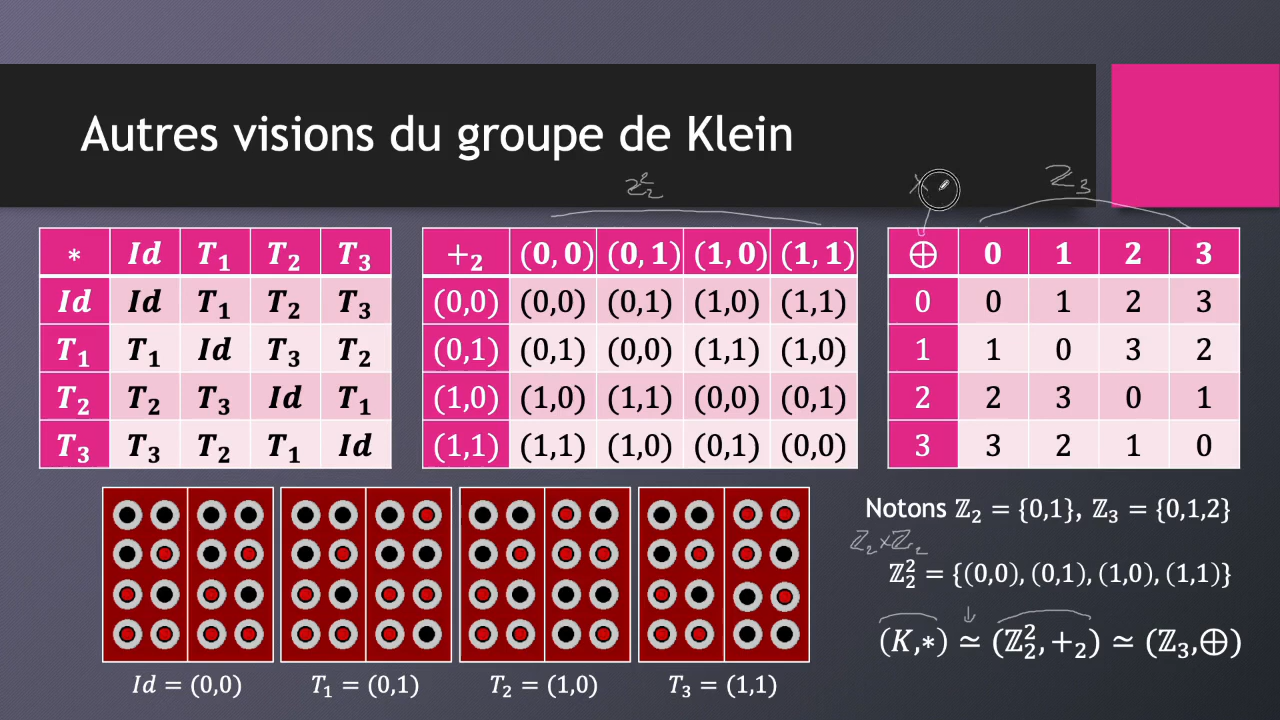 Autres visions du groupe de Klein
ℤ₂²
X
ℤ₃
* Id T₁ T₂ T₃
Id Id T₁ T₂ T₃
T₁ T₁ Id T₃ T₂
T₂ T₂ T₃ Id T₁
T₃ T₃ T₂ T₁ Id
+₂ (0,0) (0,1) (1,0) (1,1)
(0,0) (0,0) (0,1) (1,0) (1,1)
(0,1) (0,1) (0,0) (1,1) (1,0)
(1,0) (1,0) (1,1) (0,0) (0,1)
(1,1) (1,1) (1,0) (0,1) (0,0)
⊕ 0 1 2 3
0 0 1 2 3
1 1 0 3 2
2 2 3 0 1
3 3 2 1 0
Id = (0,0)
T₁ = (0,1)
T₂ = (1,0)
T₃ = (1,1)
Notons ℤ₂ = {0,1}, ℤ₃ = {0,1,2}
ℤ₂×ℤ₂
ℤ₂² = {(0,0), (0,1), (1,0), (1,1)}
(K,*) ≃ (ℤ₂²,+₂) ≃ (ℤ₃,⊕)